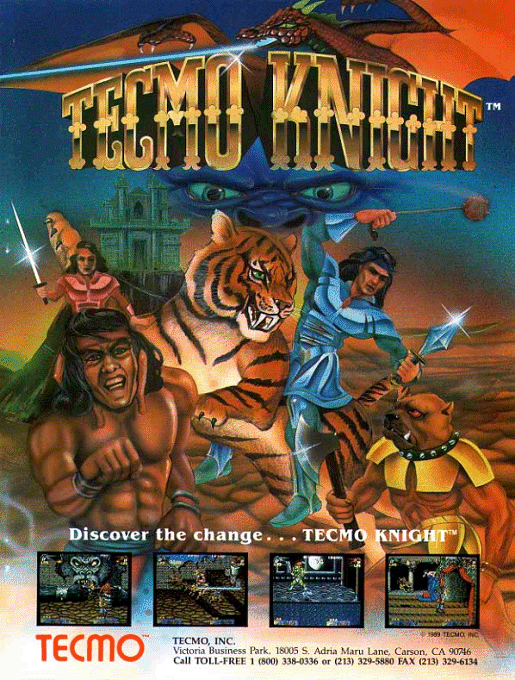 TECMO KNIGHT™
Discover the change . . . TECMO KNIGHT™
© 1989 TECMO, INC.
TECMO™
TECMO, INC.
Victoria Business Park, 18005 S. Adria Maru Lane, Carson, CA 90746
Call TOLL-FREE 1 (800) 338-0336 or (213) 329-5880 FAX (213) 329-6134